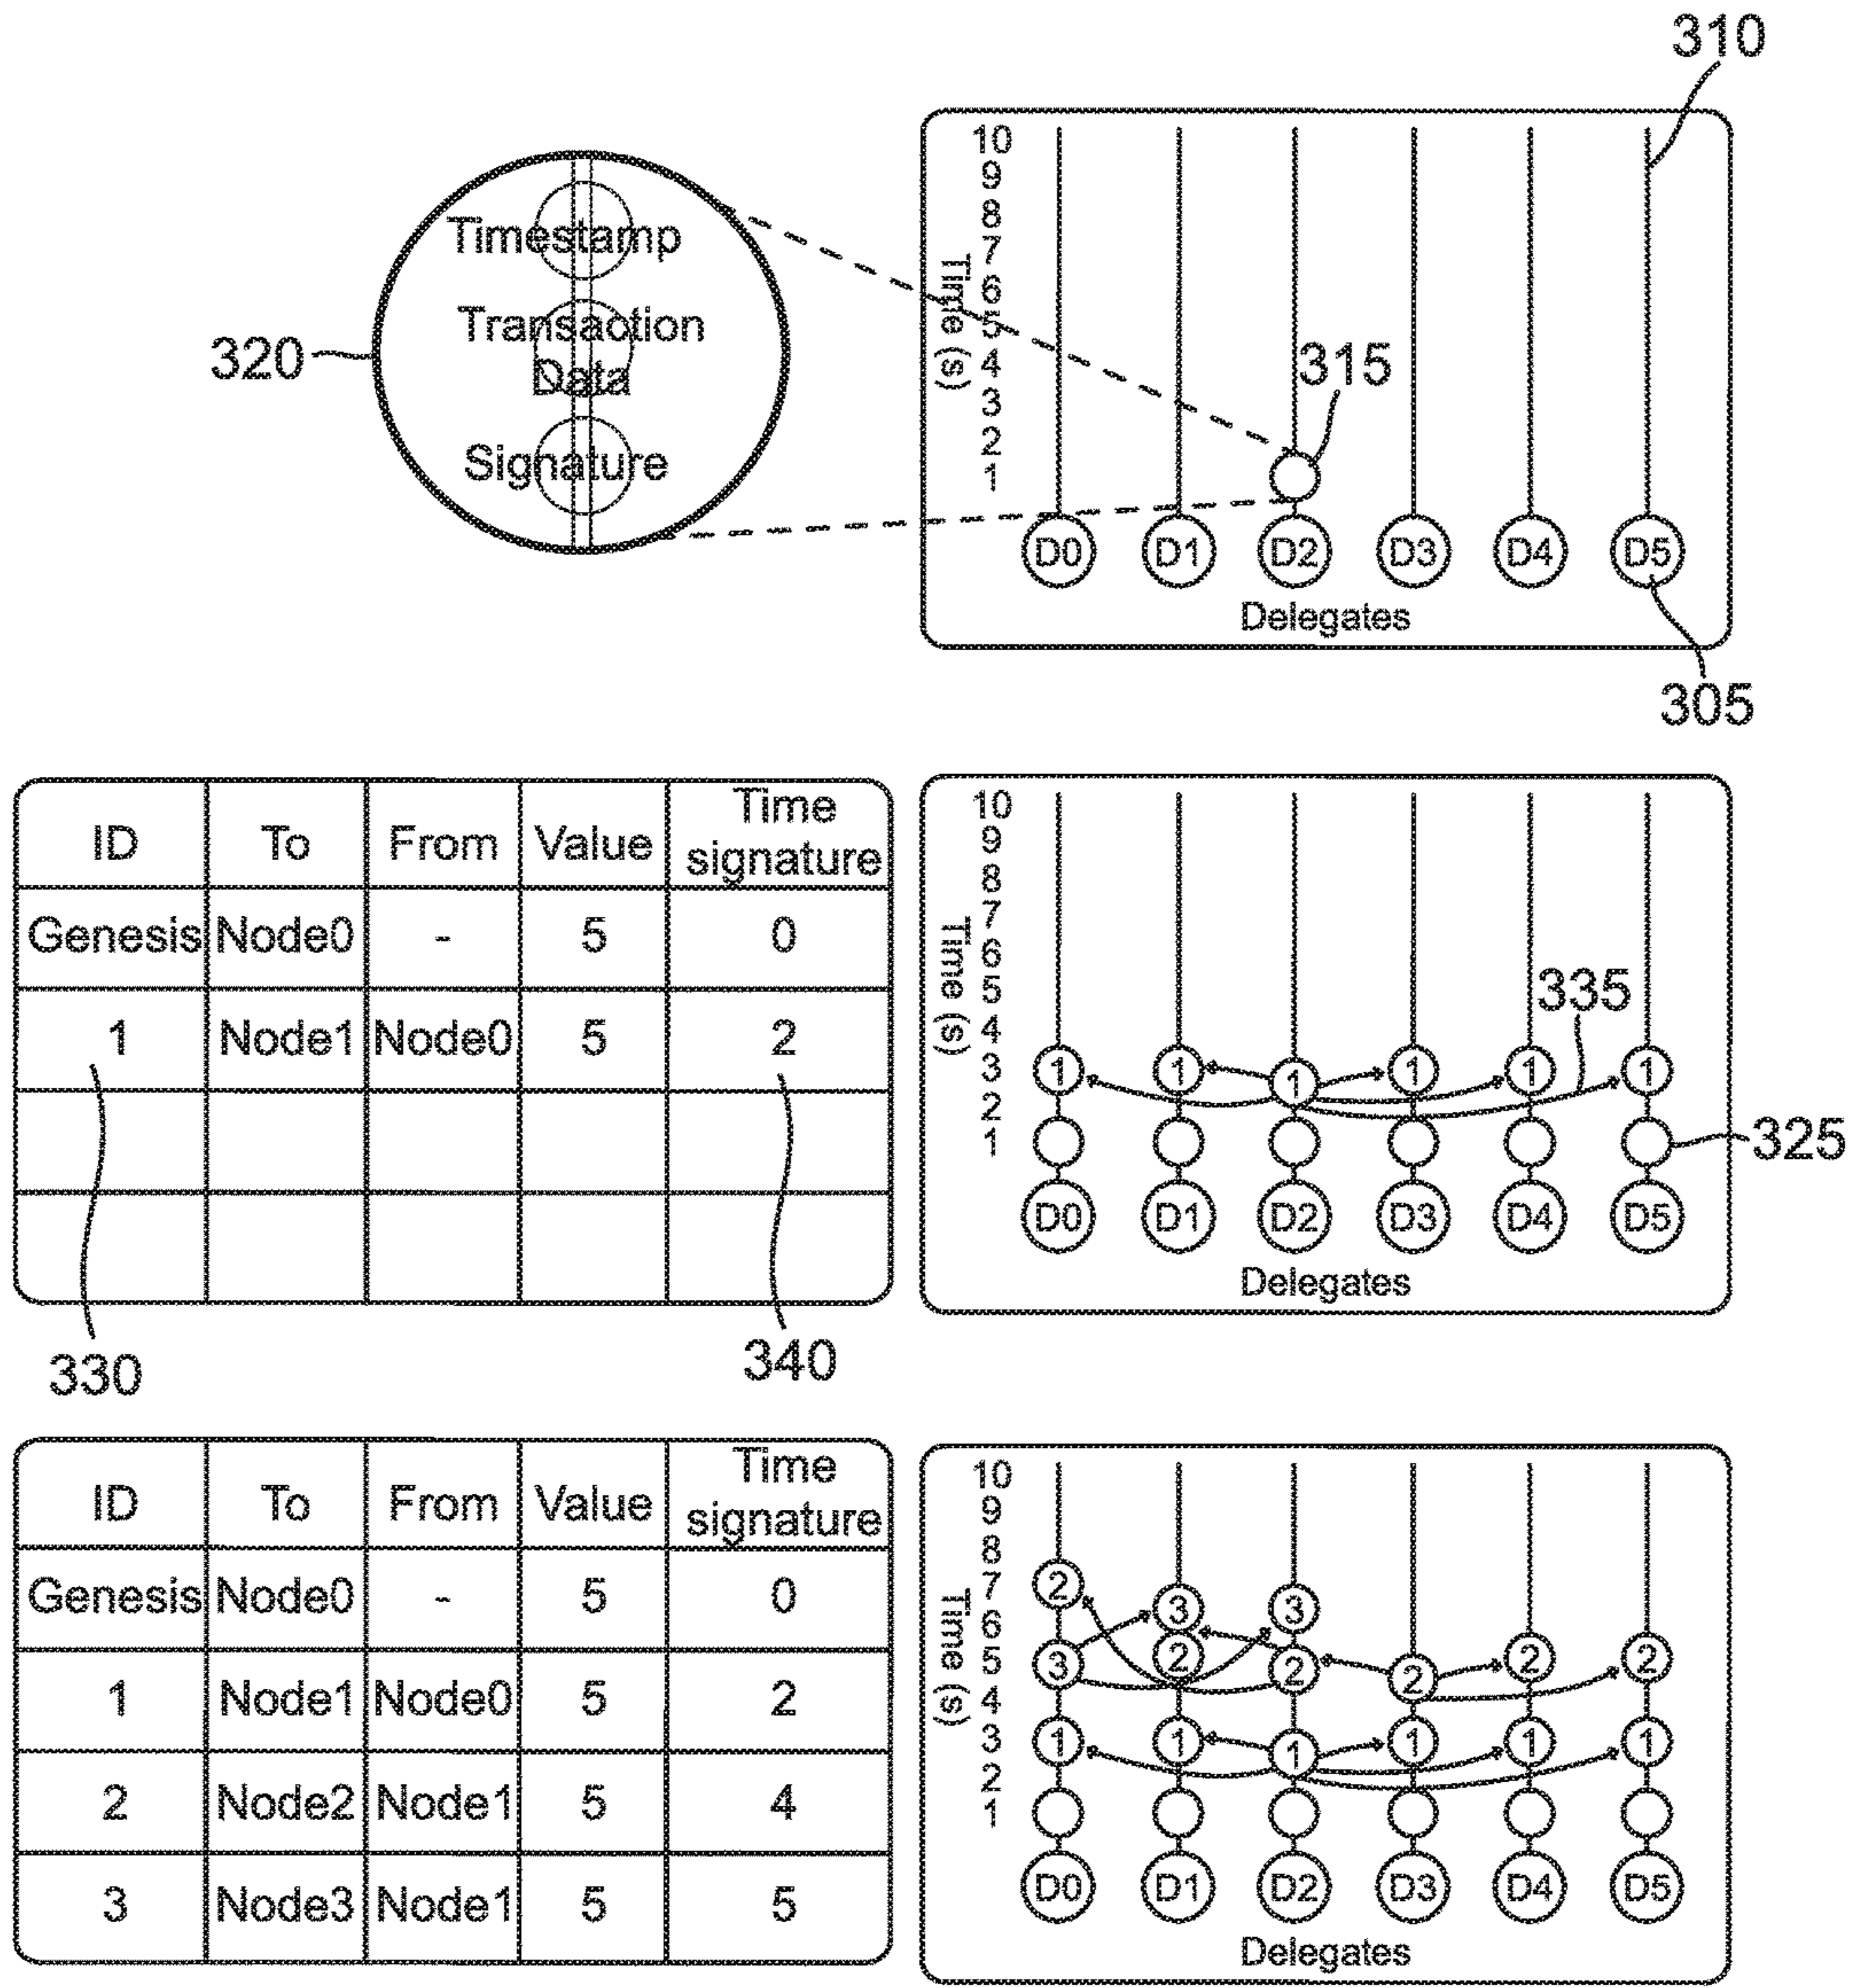 310
10
9
8
7
6
5
4
3
2
1
Time (s)
Timestamp
Transaction
Data
Signature
320
315
D0 D1 D2 D3 D4 D5
Delegates
305
ID To From Value Time signature
Genesis Node0 - 5 0
1 Node1 Node0 5 2
330
340
10
9
8
7
6
5
4
3
2
1
Time (s)
335
1 1 1 1 1 1
325
D0 D1 D2 D3 D4 D5
Delegates
ID To From Value Time signature
Genesis Node0 - 5 0
1 Node1 Node0 5 2
2 Node2 Node1 5 4
3 Node3 Node1 5 5
10
9
8
7
6
5
4
3
2
1
Time (s)
2 3 3
3 2 2 2 2 2
1 1 1 1 1 1
D0 D1 D2 D3 D4 D5
Delegates